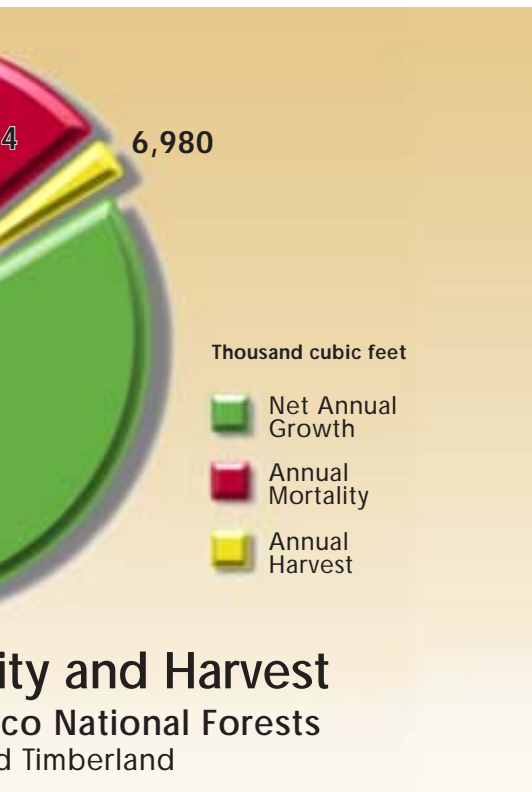 4
6,980
Thousand cubic feet
Net Annual
Growth
Annual
Mortality
Annual
Harvest
ity and Harvest
co National Forests
d Timberland